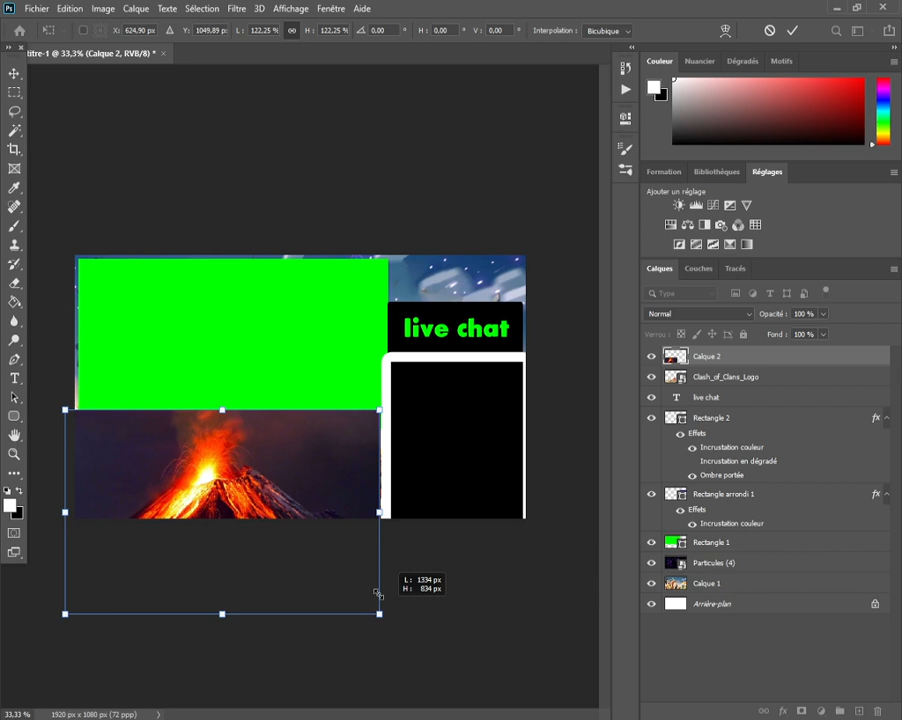 Ps Fichier Edition Image Calque Texte Sélection Filtre 3D Affichage Fenêtre Aide
X: 624,90 px Y: 1049,89 px L: 122,25 % H: 122,25 % 0,00 ° H: 0,00 ° V: 0,00 ° Interpolation : Bicubique
titre-1 @ 33,3% (Calque 2, RVB/8) *
Couleur Nuancier Dégradés Motifs
Formation Bibliothèques Réglages
Ajouter un réglage
Calques Couches Tracés
Type
Normal Opacité : 100 %
Verrou : Fond : 100 %
Calque 2
Clash_of_Clans_Logo
T live chat
Rectangle 2 fx
Effets
Incrustation couleur
Incrustation en dégradé
Ombre portée
Rectangle arrondi 1 fx
Effets
Incrustation couleur
Rectangle 1
Particules (4)
Calque 1
Arrière-plan
live chat
L : 1334 px
H : 834 px
33,33 % 1920 px x 1080 px (72 ppp)